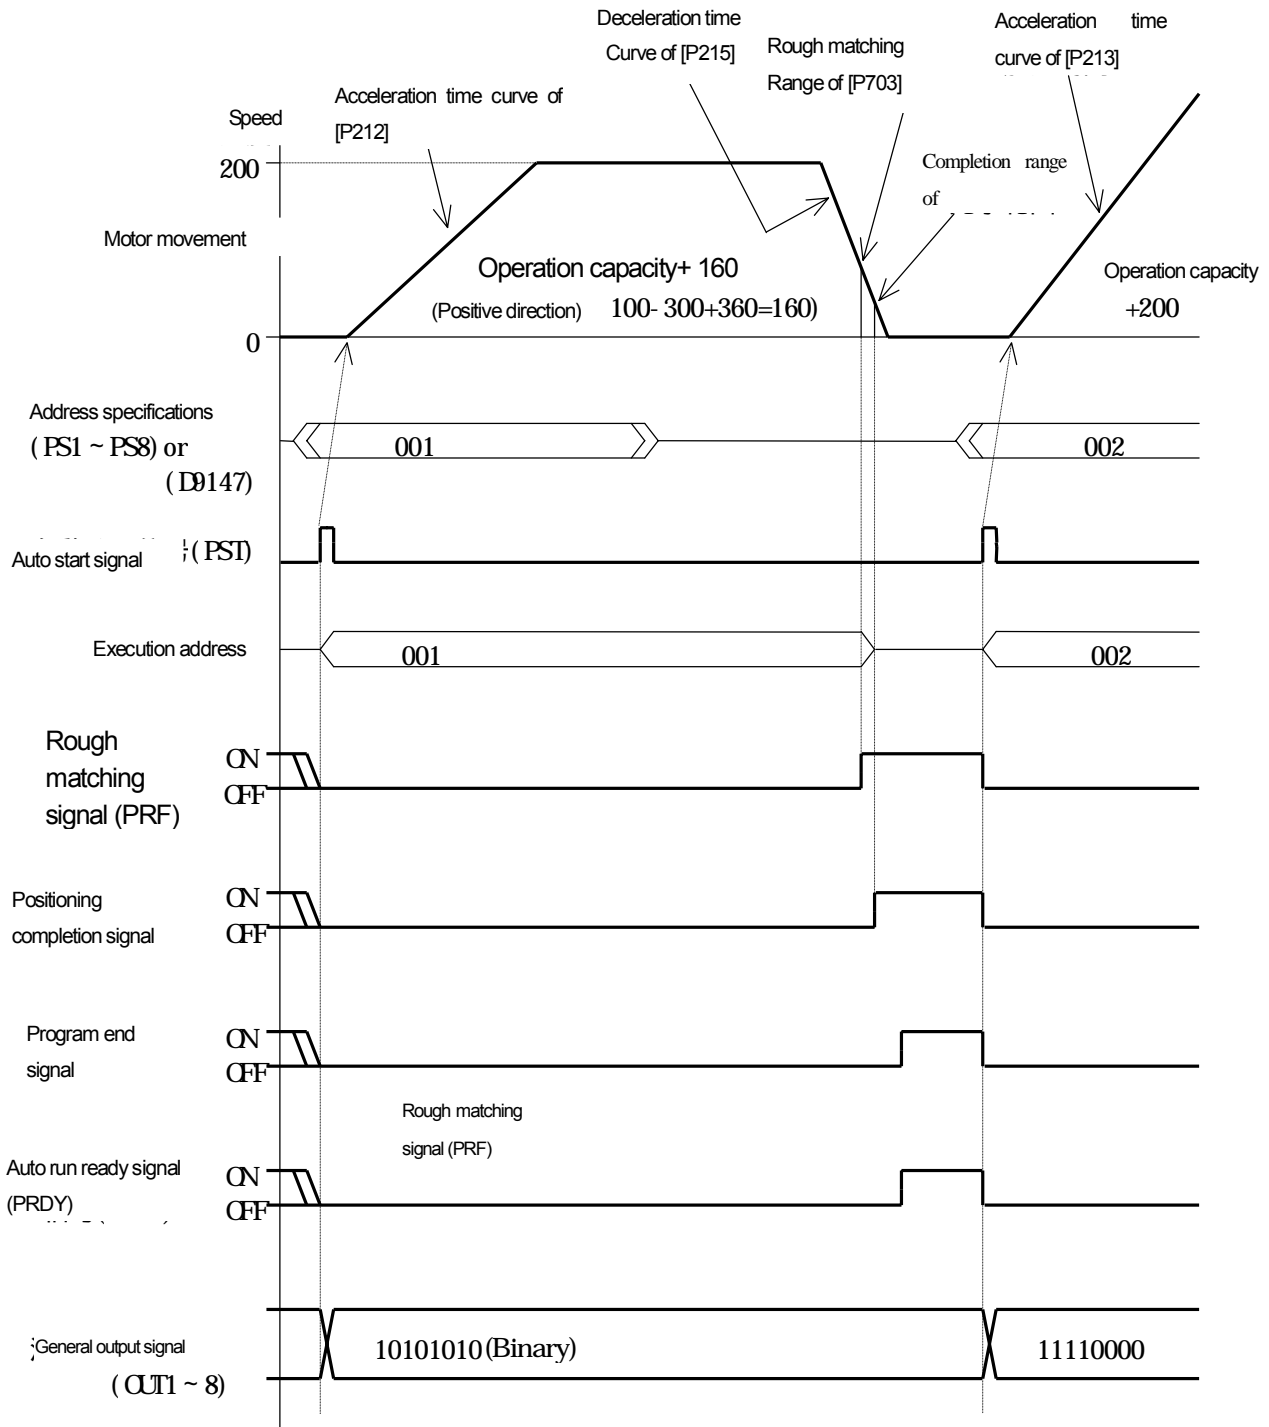 Deceleration time
Curve of [P215]
Rough matching
Range of [P703]
Acceleration time
curve of [P213]
Acceleration time curve of
[P212]
Speed
200
Completion range
of
Motor movement
Operation capacity+ 160
(Positive direction) 100- 300+360=160)
Operation capacity
+200
0
Address specifications
( PS1 ~ PS8) or
( D9147)
001
002
Auto start signal
( PST)
Execution address
001
002
Rough
matching
signal (PRF)
ON
OFF
Positioning
completion signal
ON
OFF
Program end
signal
ON
OFF
Rough matching
signal (PRF)
Auto run ready signal
(PRDY)
ON
OFF
General output signal
( OUT1 ~ 8)
10101010 (Binary)
11110000